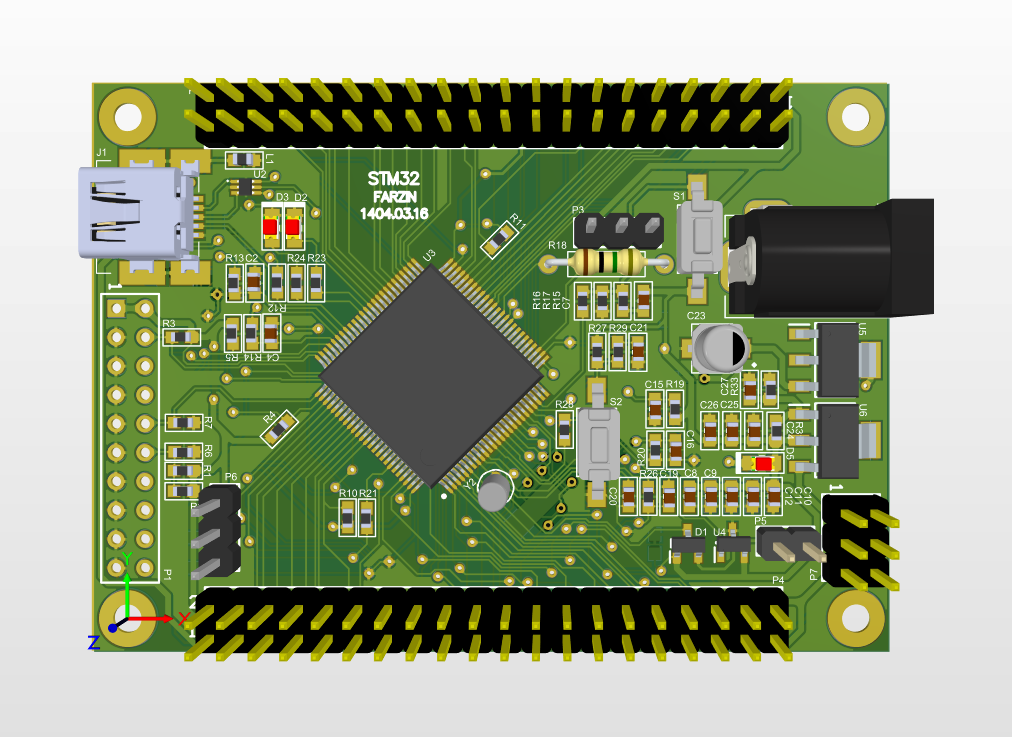 J1
L1
U2
STM32
FARZIN
1404.03.16
D3 D2
S1
P3
R11
U3
R18
R13 C2 R24 R23
R12
1
R16
R17
R15
C7
C23
U5
R3
R5 R14 C4
R27 R29 C21
C27
R33
R4
R28
S2
C15 R19
C26 C25
C24
D5
U6
R7
R6
R1
R20
C16
P6
Y2
R10 R21
C20
R26 C19 C8 C9
C12
C11
C10
1
D1 U4
P5
P7
P1
P4
Y
X
Z